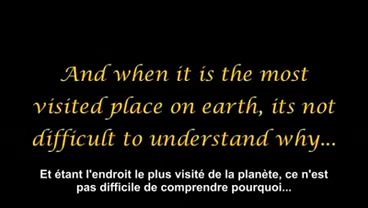 And when it is the most
visited place on earth, its not
difficult to understand why...
Et étant l'endroit le plus visité de la planète, ce n'est
pas difficile de comprendre pourquoi...